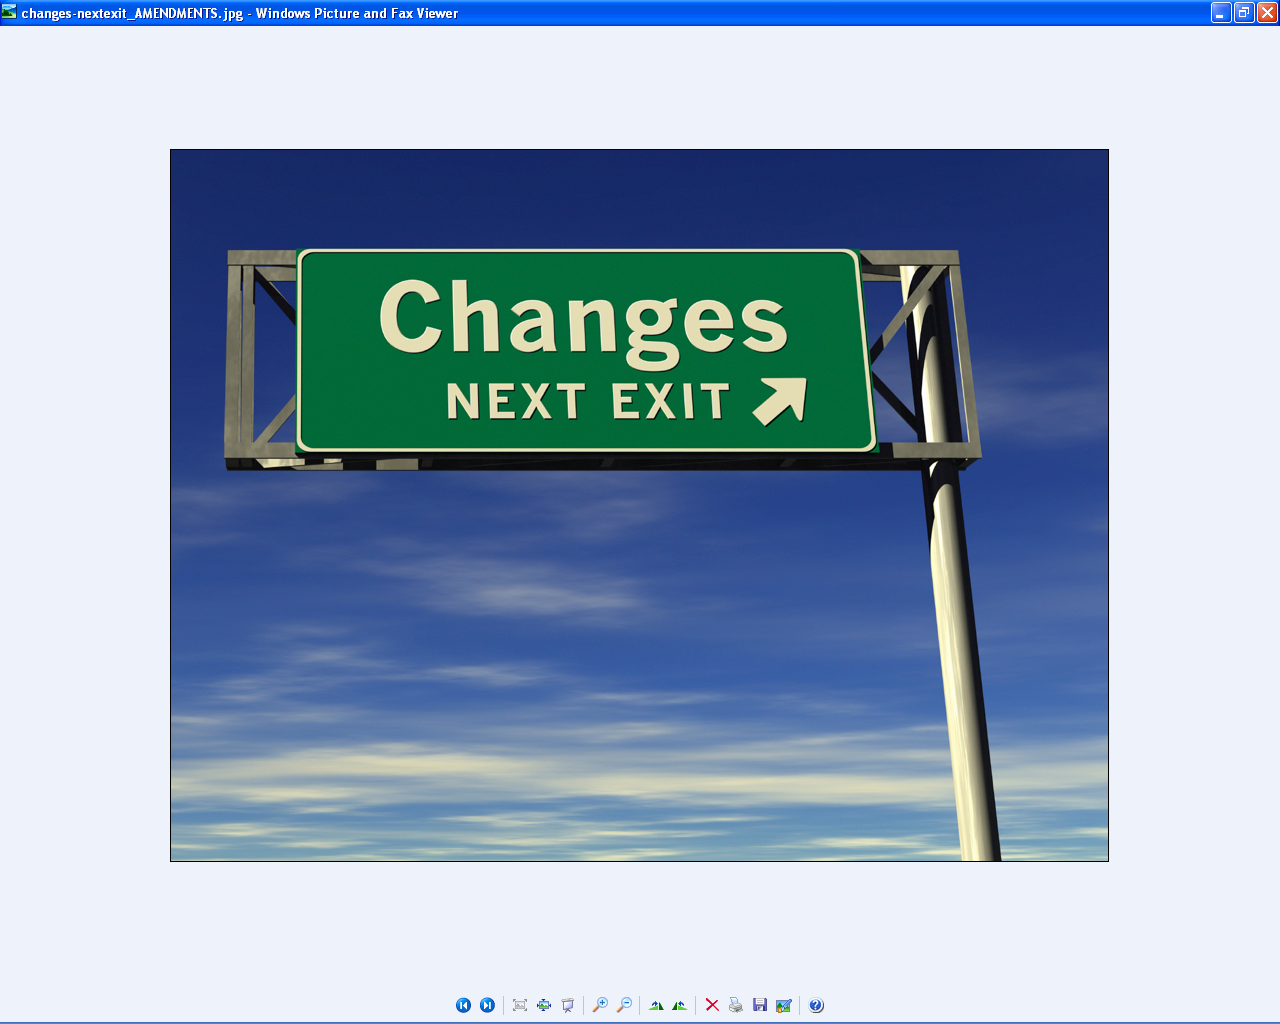 changes-nextexit_AMENDMENTS.jpg - Windows Picture and Fax Viewer
Changes
NEXT EXIT